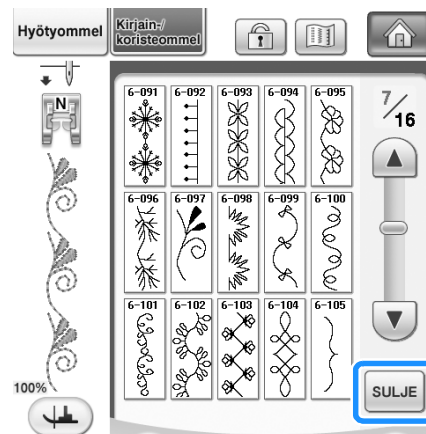 Hyötyommel
Kirjain-/
koristeommel
N
6-091 6-092 6-093 6-094 6-095
7/16
6-096 6-097 6-098 6-099 6-100
6-101 6-102 6-103 6-104 6-105
100%
SULJE